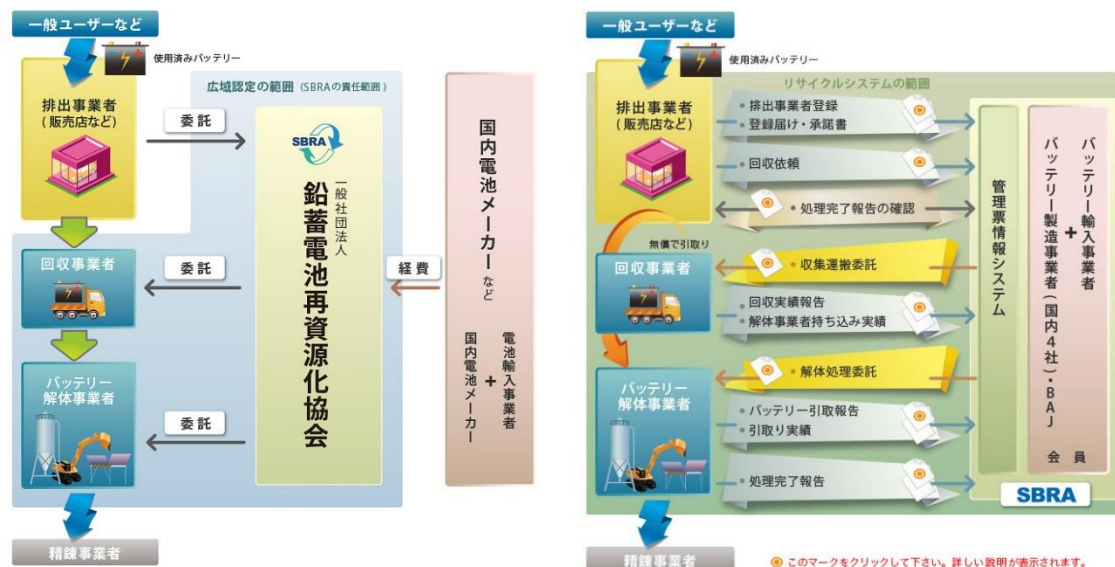 一般ユーザーなど
使用済みバッテリー
広域認定の範囲 (SBRAの責任範囲)
排出事業者
(販売店など)
委託
SBRA
一般社団法人
鉛蓄電池再資源化協会
国内電池メーカーなど
国内電池メーカー
+
電池輸入事業者
経費
回収事業者
委託
バッテリー
解体事業者
委託
精錬事業者
一般ユーザーなど
使用済みバッテリー
リサイクルシステムの範囲
排出事業者
(販売店など)
・排出事業者登録
・登録届け・承諾書
・回収依頼
・処理完了報告の確認
無償で引取り
回収事業者
・収集運搬委託
・回収実績報告
・解体事業者持ち込み実績
・解体処理委託
バッテリー
解体事業者
・バッテリー引取報告
・引取り実績
・処理完了報告
管理票情報システム
バッテリー輸入事業者
+
バッテリー製造事業者(国内4社)・BAJ
会員
SBRA
精錬事業者
このマークをクリックして下さい。詳しい説明が表示されます。